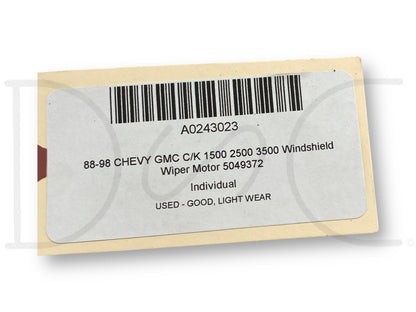 A0243023
88-98 CHEVY GMC C/K 1500 2500 3500 Windshield
Wiper Motor 5049372
Individual
USED - GOOD, LIGHT WEAR